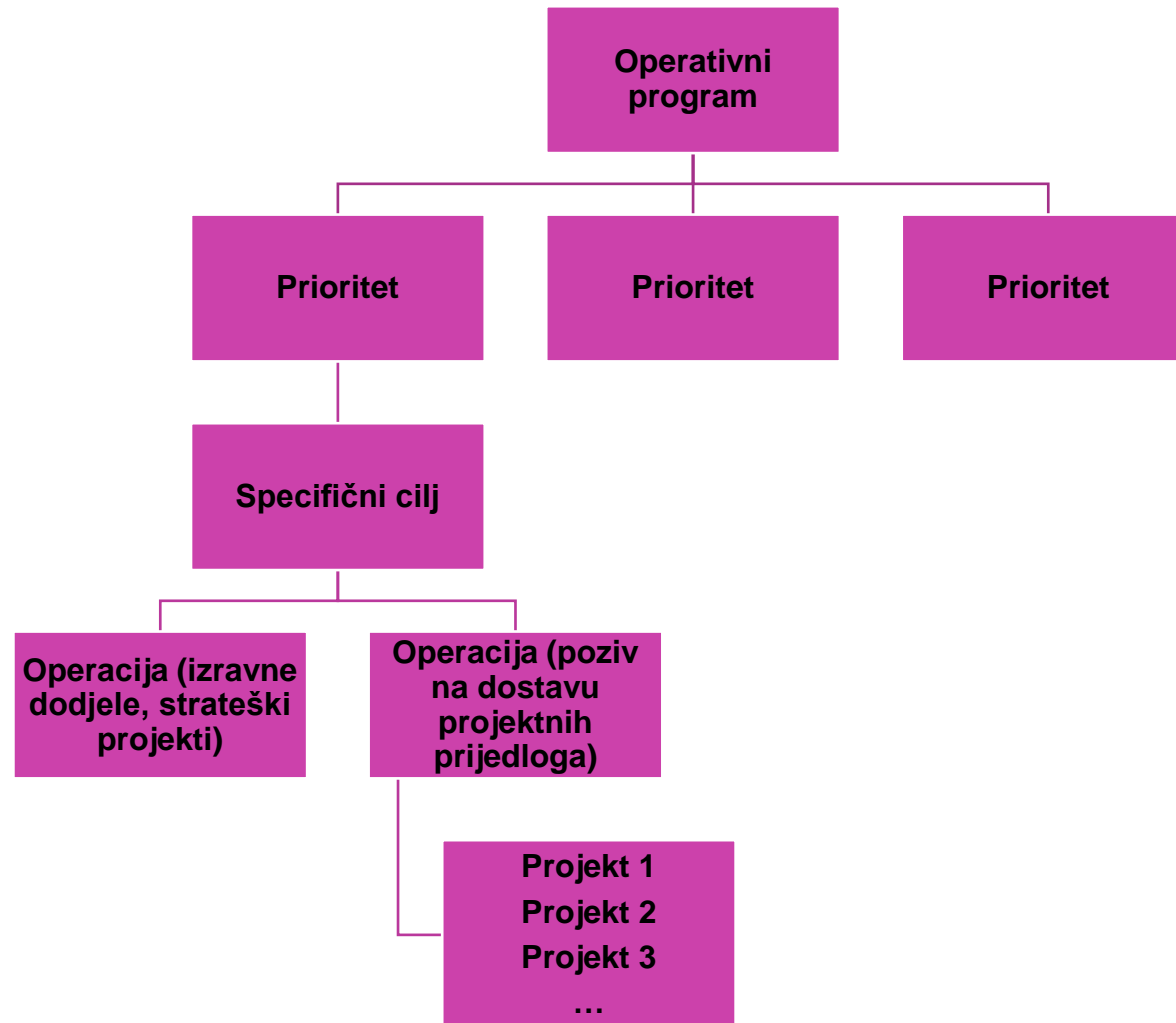 Operativni
program
Prioritet
Prioritet
Prioritet
Specifični cilj
Operacija (izravne
dodjele, strateški
projekti)
Operacija (poziv
na dostavu
projektnih
prijedloga)
Projekt 1
Projekt 2
Projekt 3
…